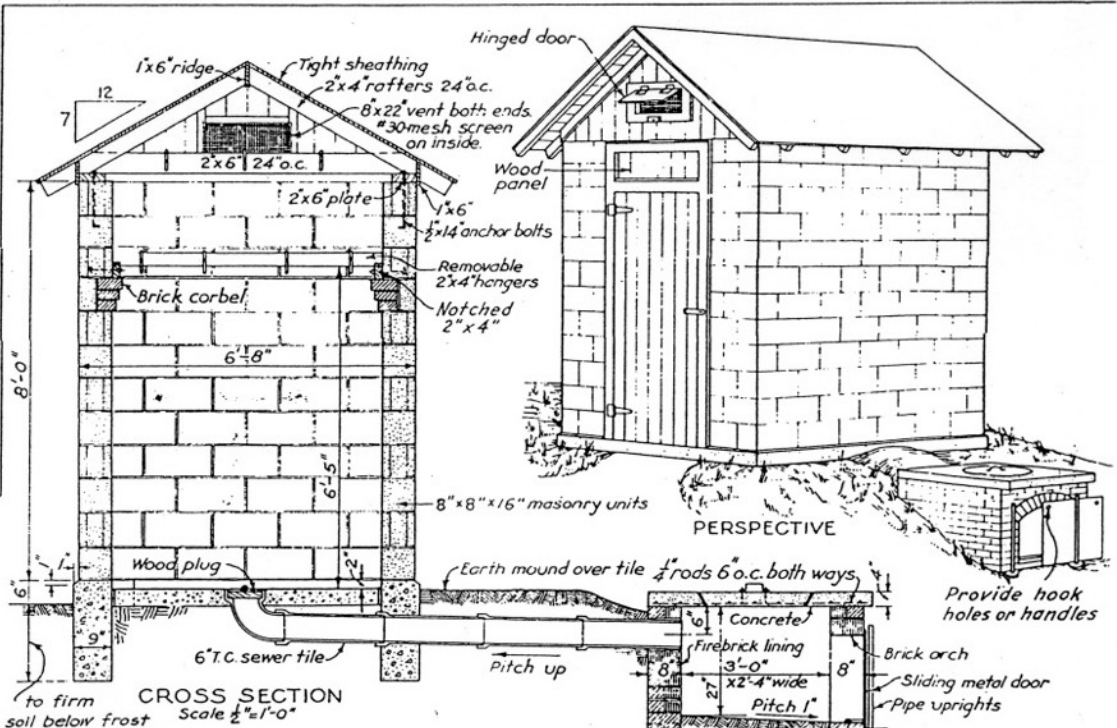 1"x6" ridge
Tight sheathing
2"x4" rafters 24"o.c.
12
7
8"x22" vent both ends.
#30-mesh screen
on inside.
2"x6" 24"o.c.
2"x6" plate
1"x6"
½"x14" anchor bolts
Removable
2"x4" hangers
Brick corbel
Notched
2"x4"
6'-8"
8'-0"
6'-5"
8"x8"x16" masonry units
1"
1"
Wood plug
2"
6"
9"
6" T.C. sewer tile
to firm
soil below frost
CROSS SECTION
Scale ½"=1'-0"
Hinged door
Wood
panel
PERSPECTIVE
Provide hook
holes or handles
Earth mound over tile
¼" rods 6" o.c. both ways
4"
Concrete
6"
Firebrick lining
Pitch up
8"
3'-0"
x2'-4" wide
8"
27"
Pitch 1"
Brick arch
Sliding metal door
Pipe uprights